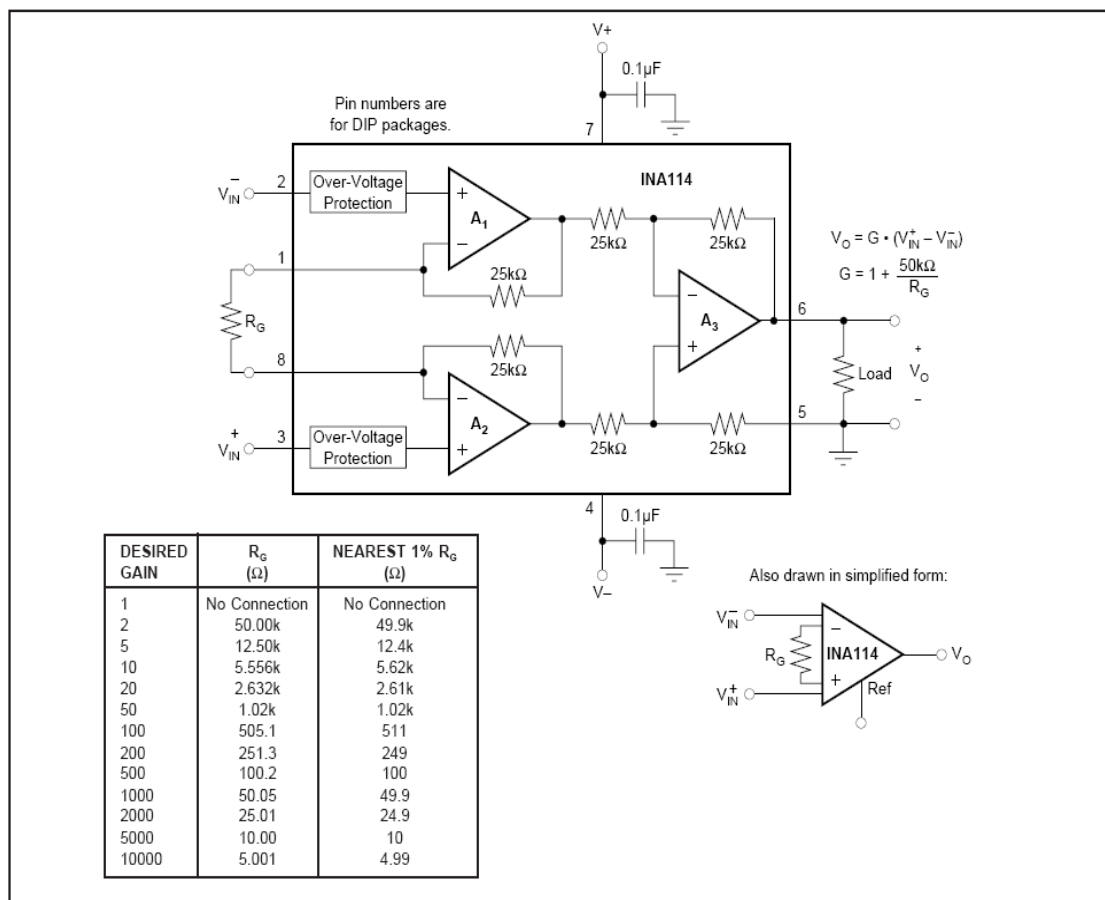 V+
0.1µF
Pin numbers are
for DIP packages.
7
INA114
V⁻IN
2
Over-Voltage
Protection
+
A₁
−
25kΩ
25kΩ
25kΩ
1
RG
8
25kΩ
−
A₂
+
V⁺IN
3
Over-Voltage
Protection
25kΩ
25kΩ
−
A₃
+
6
5
Load
+
VO
−
VO = G • (V⁺IN – V⁻IN)
G = 1 + 50kΩ
RG
4
0.1µF
V–
DESIRED
GAIN
RG
(Ω)
NEAREST 1% RG
(Ω)
1 No Connection No Connection
2 50.00k 49.9k
5 12.50k 12.4k
10 5.556k 5.62k
20 2.632k 2.61k
50 1.02k 1.02k
100 505.1 511
200 251.3 249
500 100.2 100
1000 50.05 49.9
2000 25.01 24.9
5000 10.00 10
10000 5.001 4.99
Also drawn in simplified form:
V⁻IN
−
RG
INA114
VO
+
V⁺IN
Ref